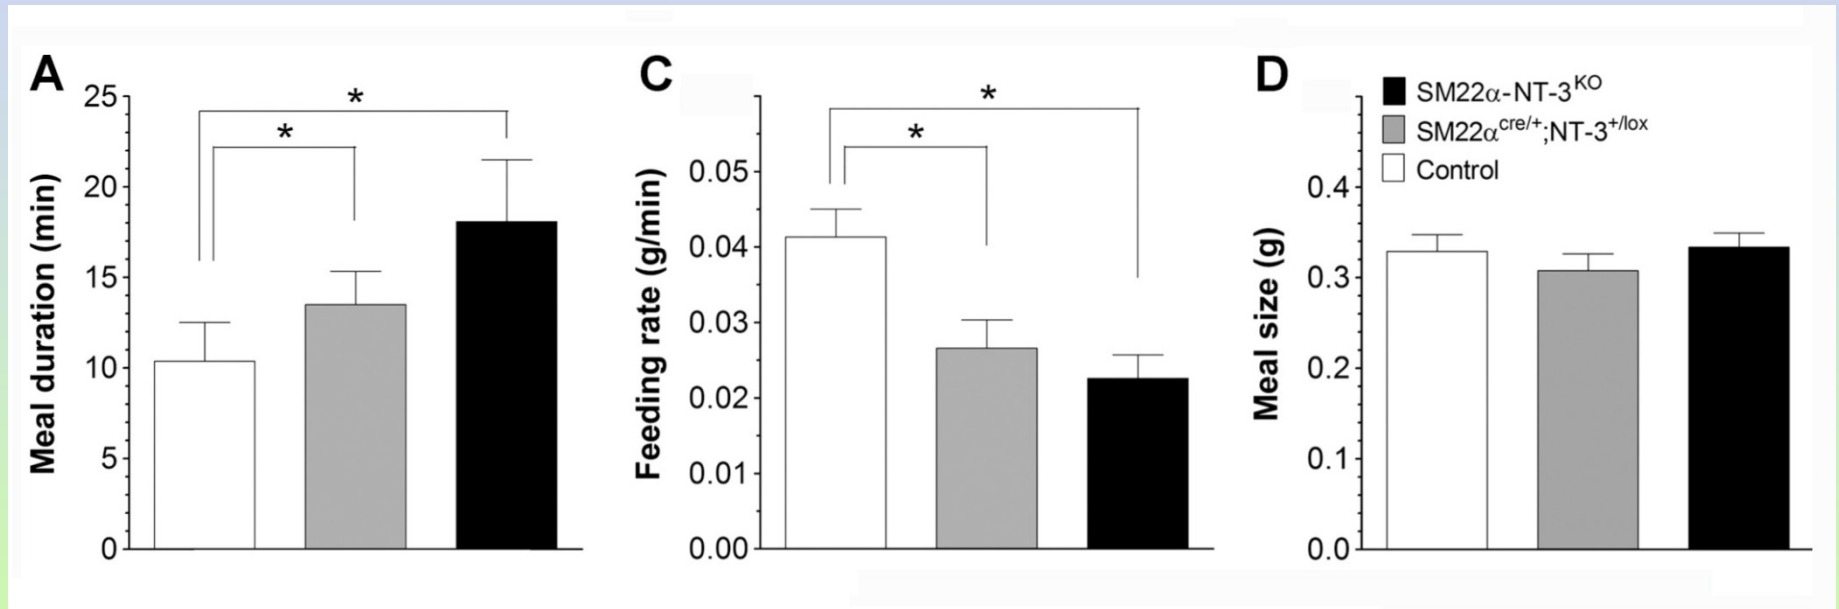 A
Meal duration (min)
25
20
15
10
5
0
*
*
C
Feeding rate (g/min)
0.05
0.04
0.03
0.02
0.01
0.00
*
*
D
Meal size (g)
0.4
0.3
0.2
0.1
0.0
SM22α-NT-3KO
SM22αcre/+;NT-3+/lox
Control